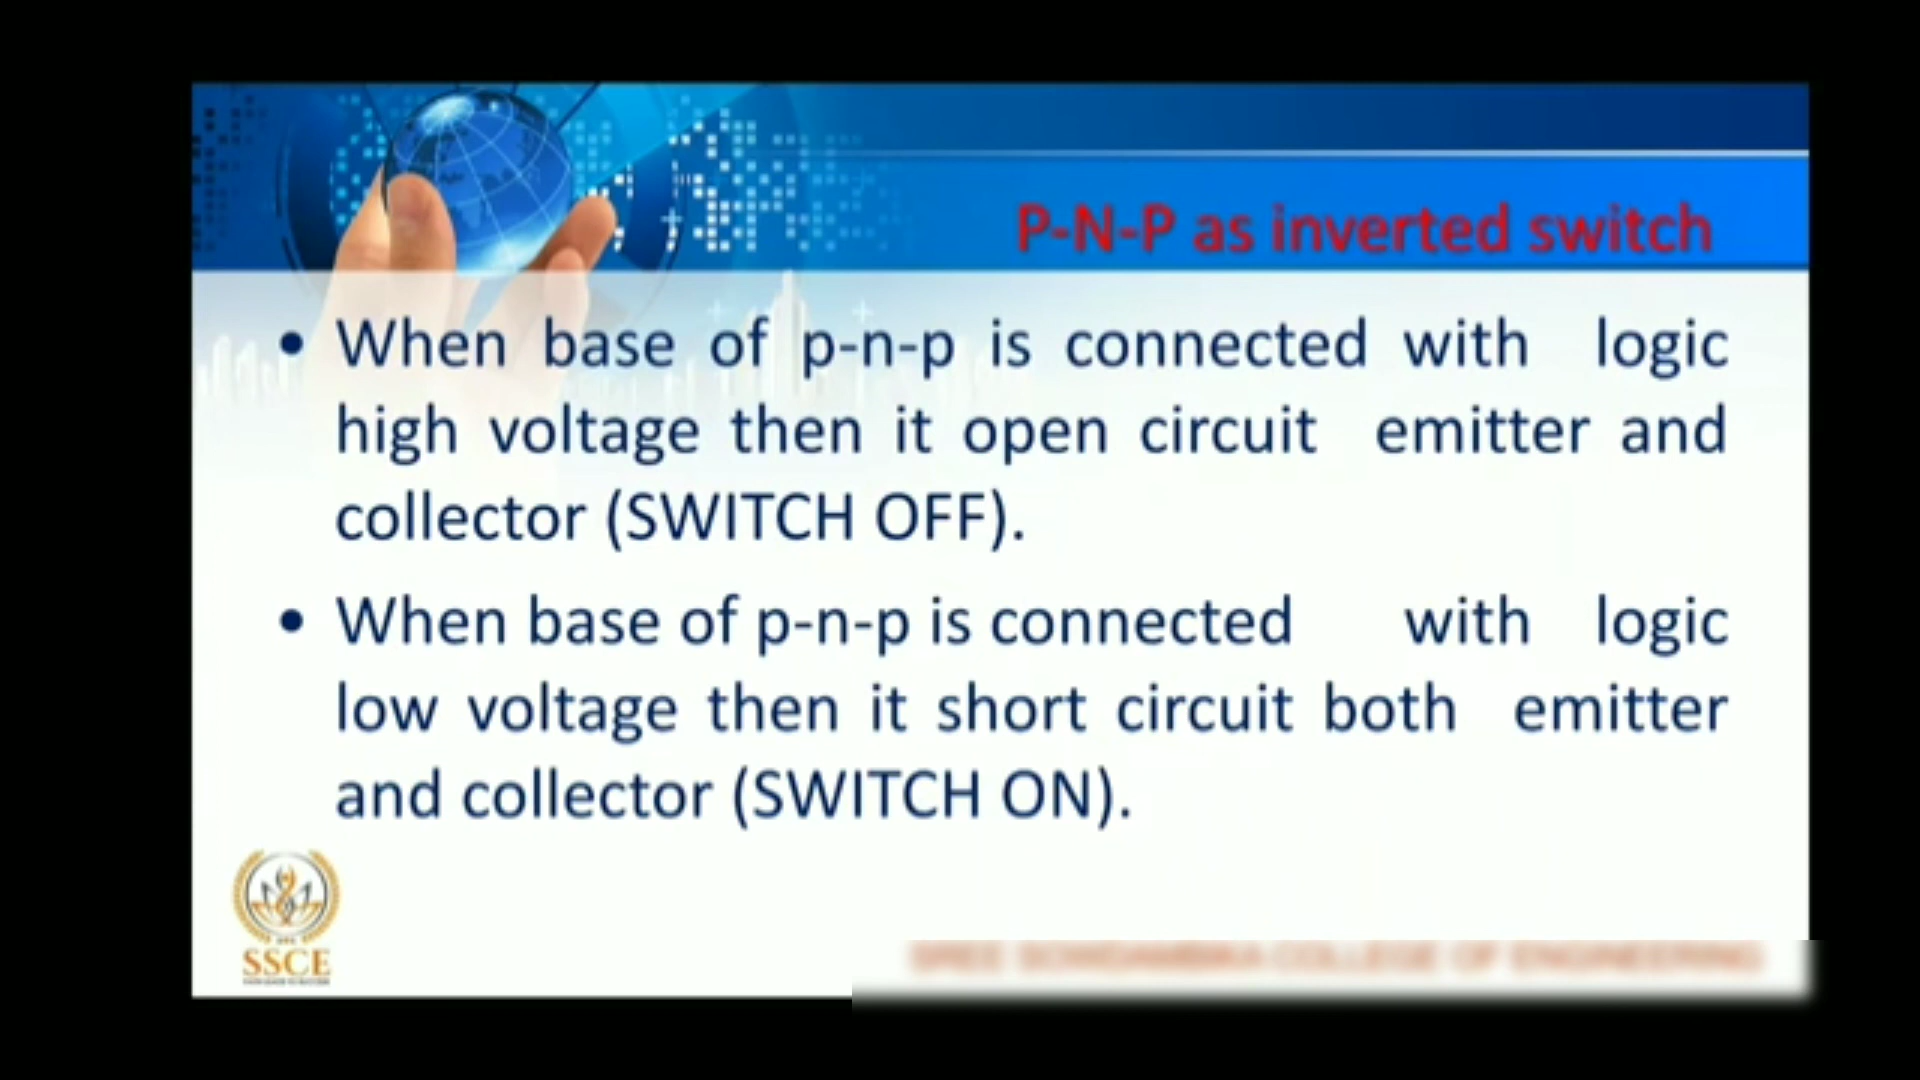 P-N-P as inverted switch
• When base of p-n-p is connected with logic
high voltage then it open circuit emitter and
collector (SWITCH OFF).
• When base of p-n-p is connected with logic
low voltage then it short circuit both emitter
and collector (SWITCH ON).
SSCE